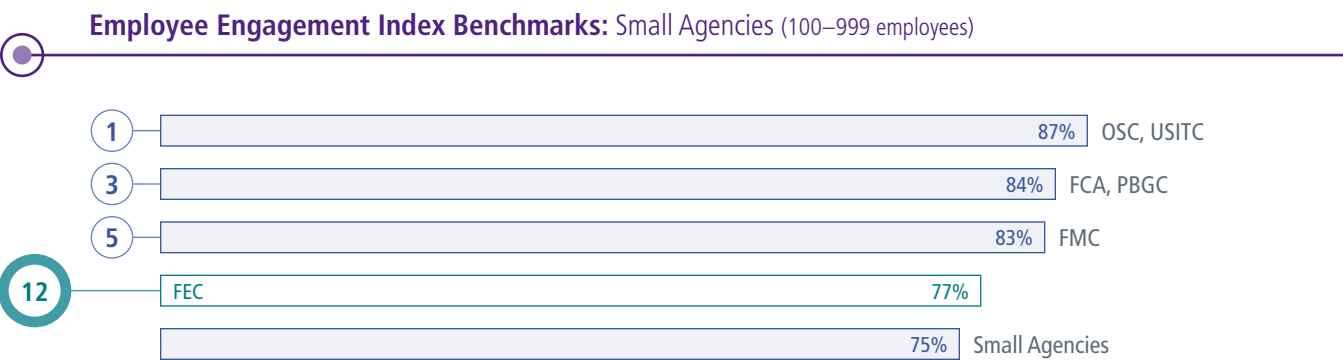 Employee Engagement Index Benchmarks: Small Agencies (100–999 employees)
1 87% OSC, USITC
3 84% FCA, PBGC
5 83% FMC
12 FEC 77%
75% Small Agencies